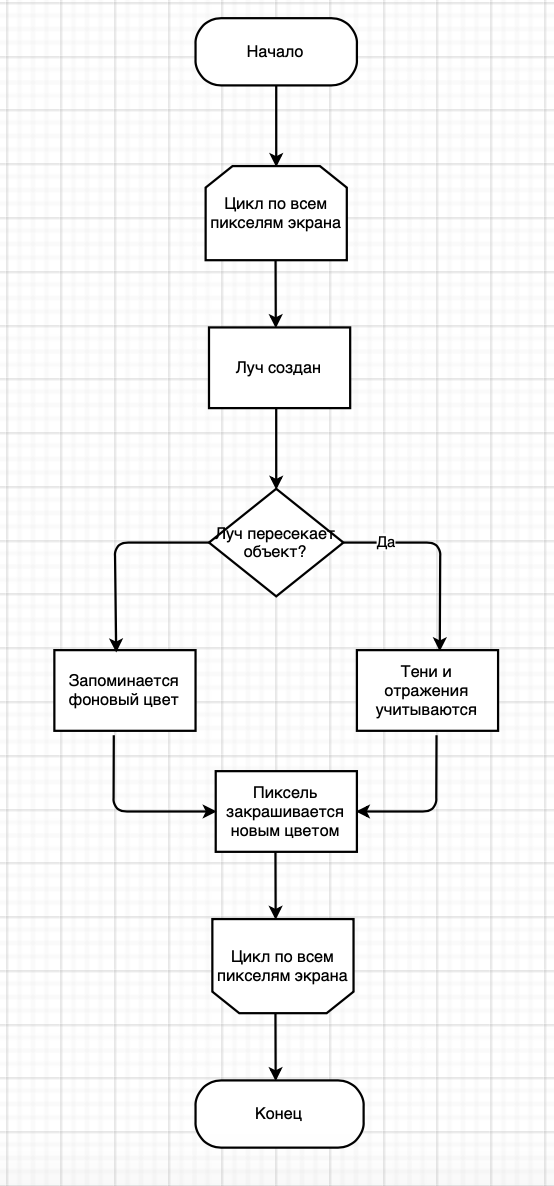 Начало
Цикл по всем
пикселям экрана
Луч создан
Луч пересекает
объект?
Да
Запоминается
фоновый цвет
Тени и
отражения
учитываются
Пиксель
закрашивается
новым цветом
Цикл по всем
пикселям экрана
Конец